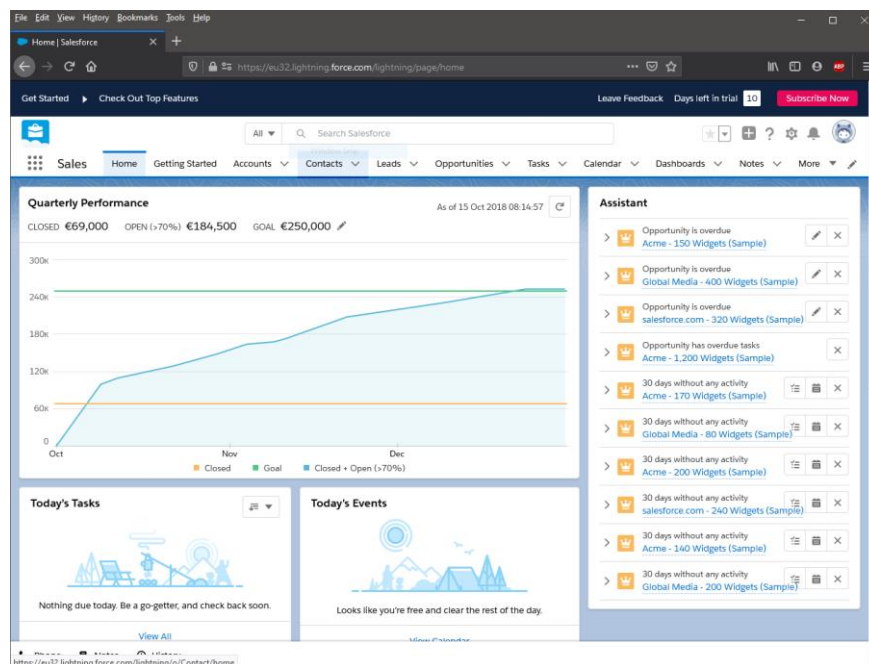 File Edit View History Bookmarks Tools Help
Home | Salesforce
https://eu32.lightning.force.com/lightning/page/home
ABP
Get Started Check Out Top Features Leave Feedback Days left in trial 10 Subscribe Now
All Search Salesforce
Sales Home Getting Started Accounts Contacts Leads Opportunities Tasks Calendar Dashboards Notes More
Quarterly Performance
As of 15 Oct 2018 08:14:57
CLOSED €69,000 OPEN (>70%) €184,500 GOAL €250,000
300K
240K
180K
120K
60K
0
Oct Nov Dec
Closed Goal Closed + Open (>70%)
Assistant
Opportunity is overdue
Acme - 150 Widgets (Sample)
Opportunity is overdue
Global Media - 400 Widgets (Sample)
Opportunity is overdue
salesforce.com - 320 Widgets (Sample)
Opportunity has overdue tasks
Acme - 1,200 Widgets (Sample)
30 days without any activity
Acme - 170 Widgets (Sample)
30 days without any activity
Global Media - 80 Widgets (Sample)
30 days without any activity
Acme - 200 Widgets (Sample)
30 days without any activity
salesforce.com - 240 Widgets (Sample)
30 days without any activity
Acme - 140 Widgets (Sample)
30 days without any activity
Global Media - 200 Widgets (Sample)
Today's Tasks
Nothing due today. Be a go-getter, and check back soon.
View All
Today's Events
Looks like you're free and clear the rest of the day.
View Calendar
Phone Notes History
https://eu32.lightning.force.com/lightning/o/Contact/home